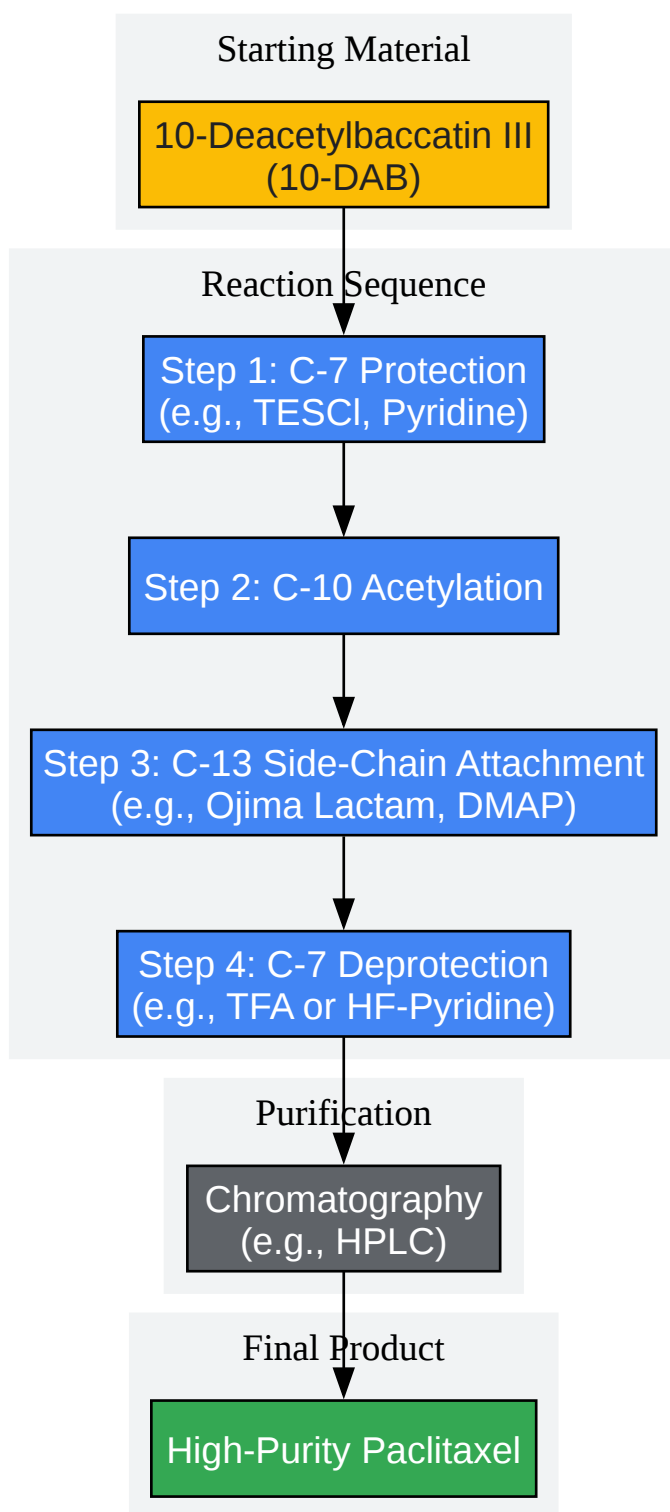 Starting Material
10-Deacetylbaccatin III
(10-DAB)
Reaction Sequence
Step 1: C-7 Protection
(e.g., TESCl, Pyridine)
Step 2: C-10 Acetylation
Step 3: C-13 Side-Chain Attachment
(e.g., Ojima Lactam, DMAP)
Step 4: C-7 Deprotection
(e.g., TFA or HF-Pyridine)
Purification
Chromatography
(e.g., HPLC)
Final Product
High-Purity Paclitaxel